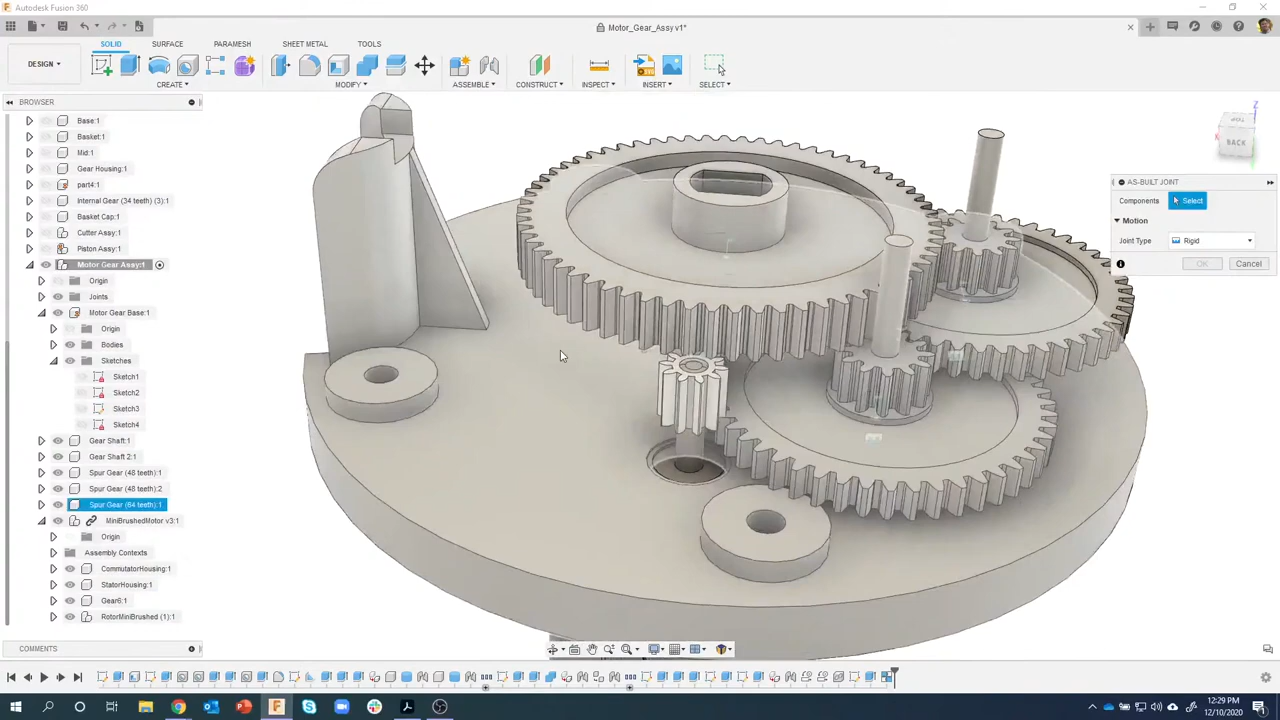 Autodesk Fusion 360
Motor_Gear_Assy v1*
SOLID SURFACE PARAMESH SHEET METAL TOOLS
DESIGN
CREATE MODIFY ASSEMBLE CONSTRUCT INSPECT INSERT SELECT
BROWSER
Base:1
Basket:1
Mid:1
Gear Housing:1
part4:1
Internal Gear (34 teeth) (3):1
Basket Cap:1
Cutter Assy:1
Piston Assy:1
Motor Gear Assy:1
Origin
Joints
Motor Gear Base:1
Origin
Bodies
Sketches
Sketch1
Sketch2
Sketch3
Sketch4
Gear Shaft:1
Gear Shaft 2:1
Spur Gear (48 teeth):1
Spur Gear (48 teeth):2
Spur Gear (64 teeth):1
MiniBrushedMotor v3:1
Origin
Assembly Contexts
CommutatorHousing:1
StatorHousing:1
Gear6:1
RotorMiniBrushed (1):1
COMMENTS
Z
X
TOP
BACK
AS-BUILT JOINT
Components Select
Motion
Joint Type Rigid
OK Cancel
12:29 PM
12/10/2020